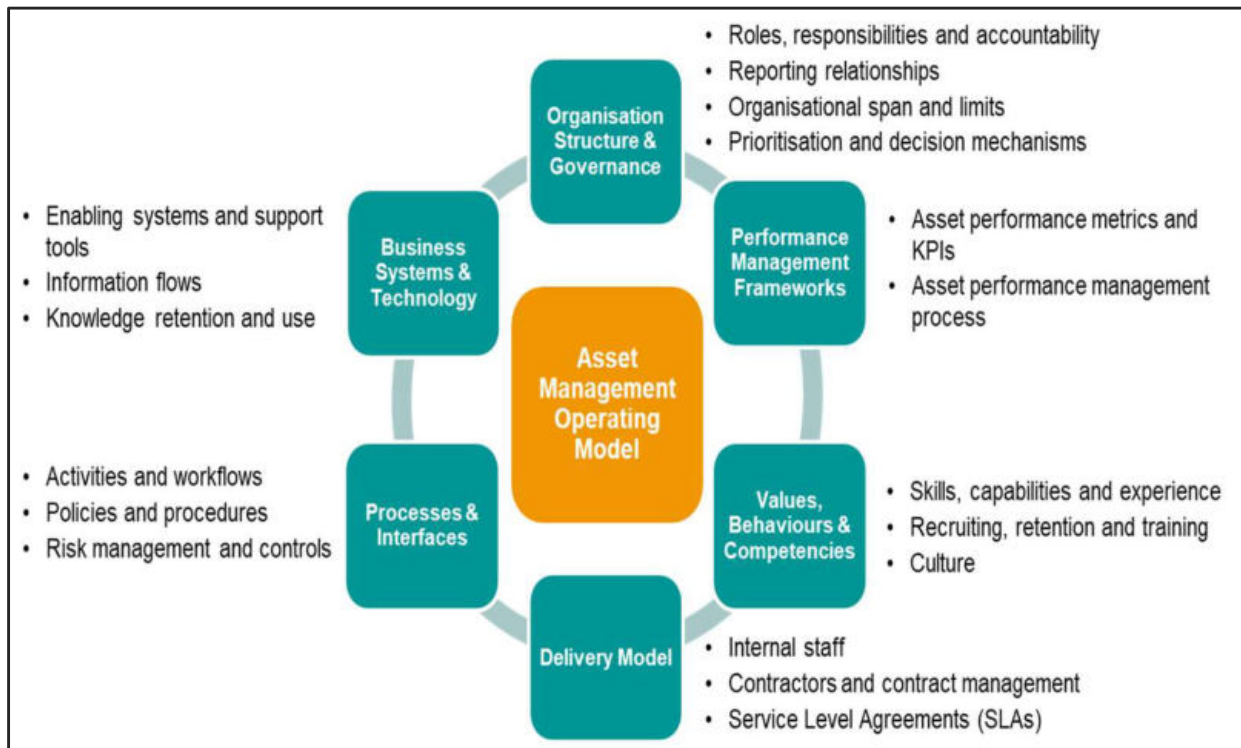 • Roles, responsibilities and accountability
• Reporting relationships
• Organisational span and limits
• Prioritisation and decision mechanisms
Organisation
Structure &
Governance
• Enabling systems and support
tools
• Information flows
• Knowledge retention and use
Business
Systems &
Technology
Performance
Management
Frameworks
• Asset performance metrics and
KPIs
• Asset performance management
process
Asset
Management
Operating
Model
• Activities and workflows
• Policies and procedures
• Risk management and controls
Processes &
Interfaces
Values,
Behaviours &
Competencies
• Skills, capabilities and experience
• Recruiting, retention and training
• Culture
Delivery Model
• Internal staff
• Contractors and contract management
• Service Level Agreements (SLAs)